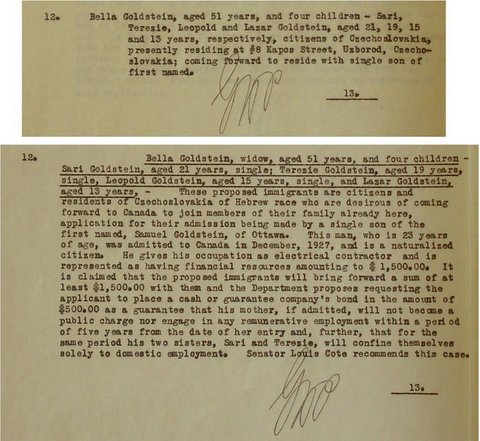 12. Bella Goldstein, aged 51 years, and four children - Sari,
Terezie, Leopold and Lazar Goldstein, aged 21, 19, 15
and 13 years, respectively, citizens of Czechoslovakia,
presently residing at #8 Kapos Street, Uzborod, Czecho-
slovakia; coming forward to reside with single son of
first named.
13.
12. Bella Goldstein, widow, aged 51 years, and four children -
Sari Goldstein, aged 21 years, single; Terezie Goldstein, aged 19 years,
single, Leopold Goldstein, aged 15 years, single, and Lazar Goldstein,
aged 13 years, - These proposed immigrants are citizens and
residents of Czechoslovakia of Hebrew race who are desirous of coming
forward to Canada to join members of their family already here,
application for their admission being made by a single son of the
first named, Samuel Goldstein, of Ottawa. This man, who is 23 years
of age, was admitted to Canada in December, 1927, and is a naturalized
citizen. He gives his occupation as electrical contractor and is
represented as having financial resources amounting to $ 1,500.00. It
is claimed that the proposed immigrants will bring forward a sum of at
least $1,500.00 with them and the Department proposes requesting the
applicant to place a cash or guarantee company's bond in the amount of
$500.00 as a guarantee that his mother, if admitted, will not become a
public charge nor engage in any remunerative employment within a period
of five years from the date of her entry and, further, that for the
same period his two sisters, Sari and Terezie, will confine themselves
solely to domestic employment. Senator Louis Cote recommends this case.
13.